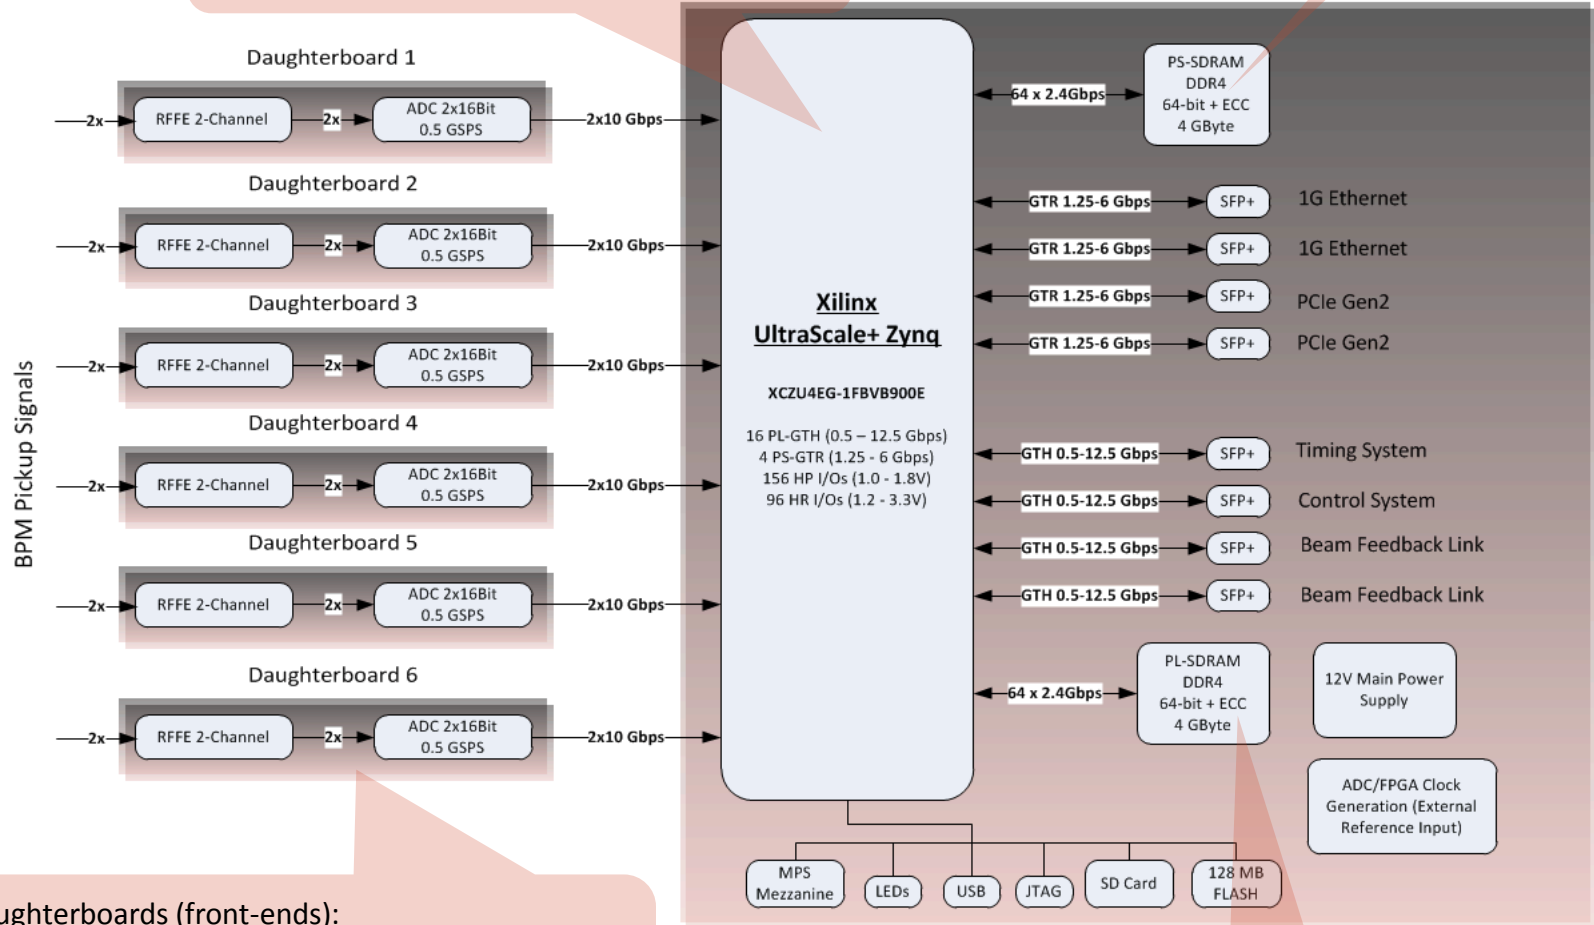 BPM Pickup Signals
Daughterboard 1
2x
RFFE 2-Channel
2x
ADC 2x16Bit
0.5 GSPS
2x10 Gbps
Daughterboard 2
2x
RFFE 2-Channel
2x
ADC 2x16Bit
0.5 GSPS
2x10 Gbps
Daughterboard 3
2x
RFFE 2-Channel
2x
ADC 2x16Bit
0.5 GSPS
2x10 Gbps
Daughterboard 4
2x
RFFE 2-Channel
2x
ADC 2x16Bit
0.5 GSPS
2x10 Gbps
Daughterboard 5
2x
RFFE 2-Channel
2x
ADC 2x16Bit
0.5 GSPS
2x10 Gbps
Daughterboard 6
2x
RFFE 2-Channel
2x
ADC 2x16Bit
0.5 GSPS
2x10 Gbps
Xilinx
UltraScale+ Zynq
XCZU4EG-1FBVB900E
16 PL-GTH (0.5 – 12.5 Gbps)
4 PS-GTR (1.25 - 6 Gbps)
156 HP I/Os (1.0 - 1.8V)
96 HR I/Os (1.2 - 3.3V)
64 x 2.4Gbps
PS-SDRAM
DDR4
64-bit + ECC
4 GByte
GTR 1.25-6 Gbps
SFP+
1G Ethernet
GTR 1.25-6 Gbps
SFP+
1G Ethernet
GTR 1.25-6 Gbps
SFP+
PCIe Gen2
GTR 1.25-6 Gbps
SFP+
PCIe Gen2
GTH 0.5-12.5 Gbps
SFP+
Timing System
GTH 0.5-12.5 Gbps
SFP+
Control System
GTH 0.5-12.5 Gbps
SFP+
Beam Feedback Link
GTH 0.5-12.5 Gbps
SFP+
Beam Feedback Link
64 x 2.4Gbps
PL-SDRAM
DDR4
64-bit + ECC
4 GByte
12V Main Power
Supply
ADC/FPGA Clock
Generation (External
Reference Input)
MPS
Mezzanine
LEDs
USB
JTAG
SD Card
128 MB
FLASH
ughterboards (front-ends):